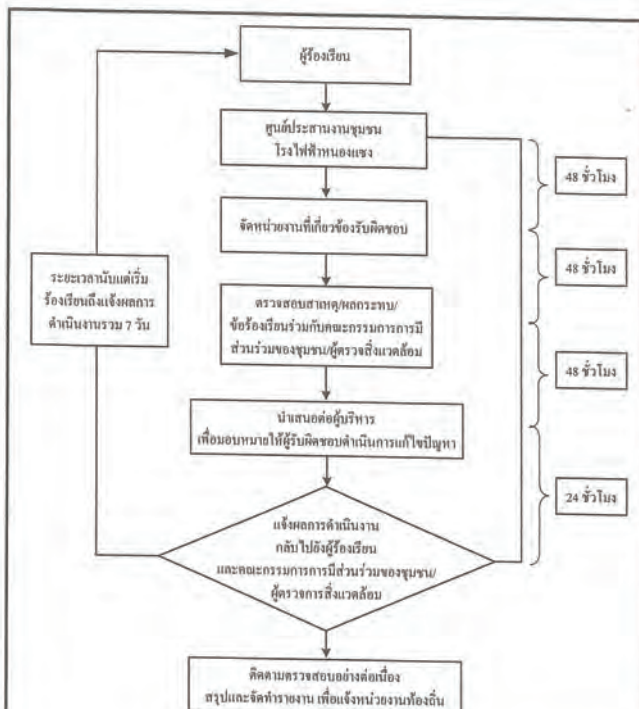 ผู้ร้องเรียน
ศูนย์ประสานงานชุมชน
โรงไฟฟ้าหนองแซง
48 ชั่วโมง
จัดหน่วยงานที่เกี่ยวข้องรับผิดชอบ
48 ชั่วโมง
ระยะเวลานับแต่เริ่ม
ร้องเรียนถึงแจ้งผลการ
ดำเนินงานรวม 7 วัน
ตรวจสอบสาเหตุ/ผลกระทบ/
ข้อร้องเรียนร่วมกับคณะกรรมการการมี
ส่วนร่วมของชุมชน/ผู้ตรวจสิ่งแวดล้อม
48 ชั่วโมง
นำเสนอต่อผู้บริหาร
เพื่อมอบหมายให้ผู้รับผิดชอบดำเนินการแก้ไขปัญหา
24 ชั่วโมง
แจ้งผลการดำเนินงาน
กลับไปยังผู้ร้องเรียน
และคณะกรรมการการมีส่วนร่วมของชุมชน/
ผู้ตรวจการสิ่งแวดล้อม
ติดตามตรวจสอบอย่างต่อเนื่อง
สรุปและจัดทำรายงาน เพื่อแจ้งหน่วยงานท้องถิ่น